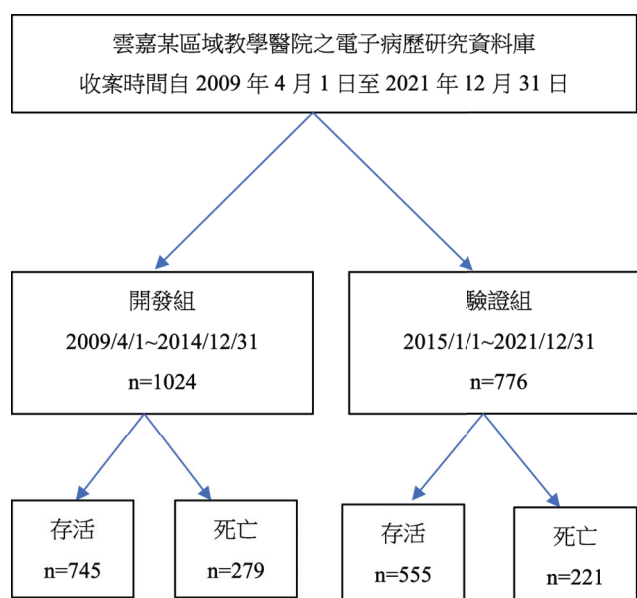 雲嘉某區域教學醫院之電子病歷研究資料庫
收案時間自 2009 年 4 月 1 日至 2021 年 12 月 31 日
開發組
2009/4/1~2014/12/31
n=1024
驗證組
2015/1/1~2021/12/31
n=776
存活
n=745
死亡
n=279
存活
n=555
死亡
n=221